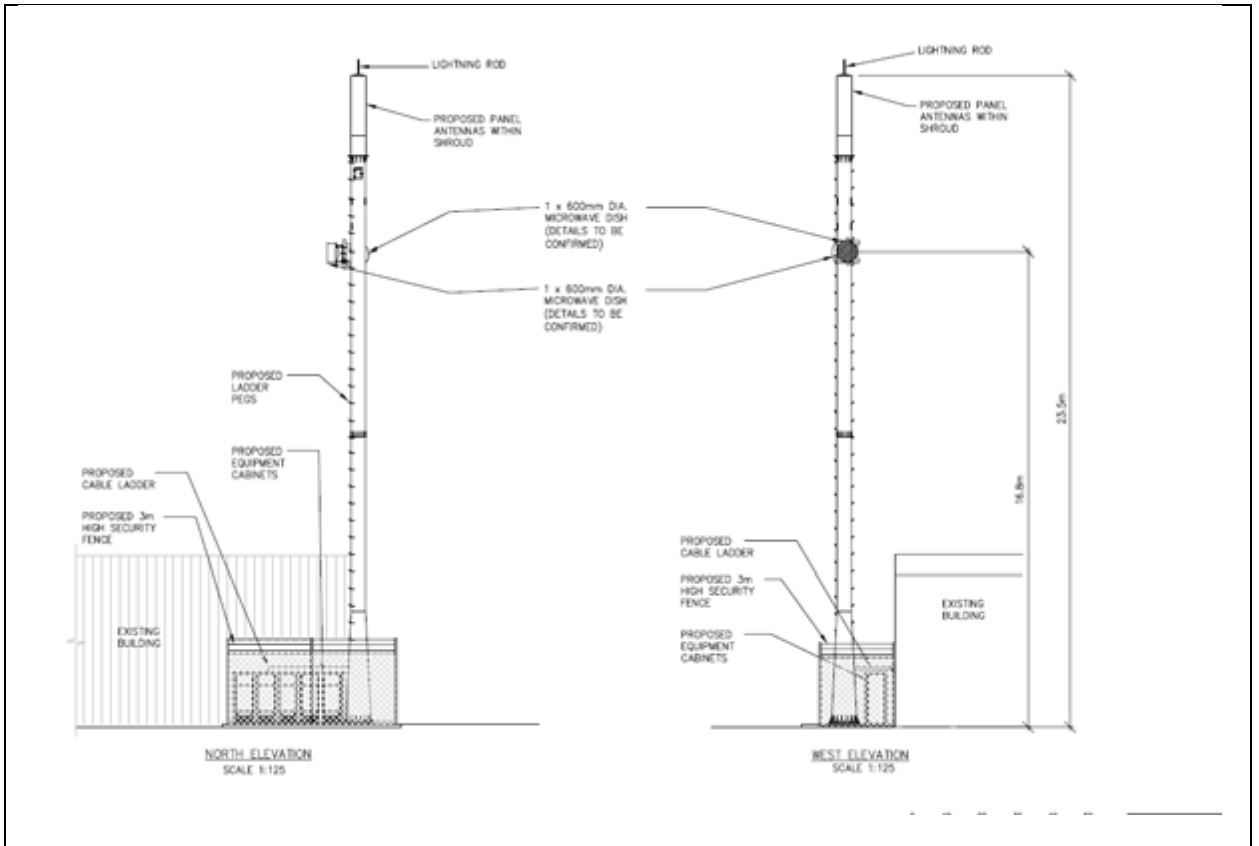 LIGHTNING ROD
PROPOSED PANEL
ANTENNAS WITHIN
SHROUD
1 x 600mm DIA.
MICROWAVE DISH
(DETAILS TO BE
CONFIRMED)
1 x 600mm DIA.
MICROWAVE DISH
(DETAILS TO BE
CONFIRMED)
PROPOSED
LADDER
PEGS
PROPOSED
EQUIPMENT
CABINETS
PROPOSED
CABLE LADDER
PROPOSED 3m
HIGH SECURITY
FENCE
EXISTING
BUILDING
NORTH ELEVATION
SCALE 1:125
LIGHTNING ROD
PROPOSED PANEL
ANTENNAS WITHIN
SHROUD
23.5m
16.8m
PROPOSED
CABLE LADDER
PROPOSED 3m
HIGH SECURITY
FENCE
PROPOSED
EQUIPMENT
CABINETS
EXISTING
BUILDING
WEST ELEVATION
SCALE 1:125